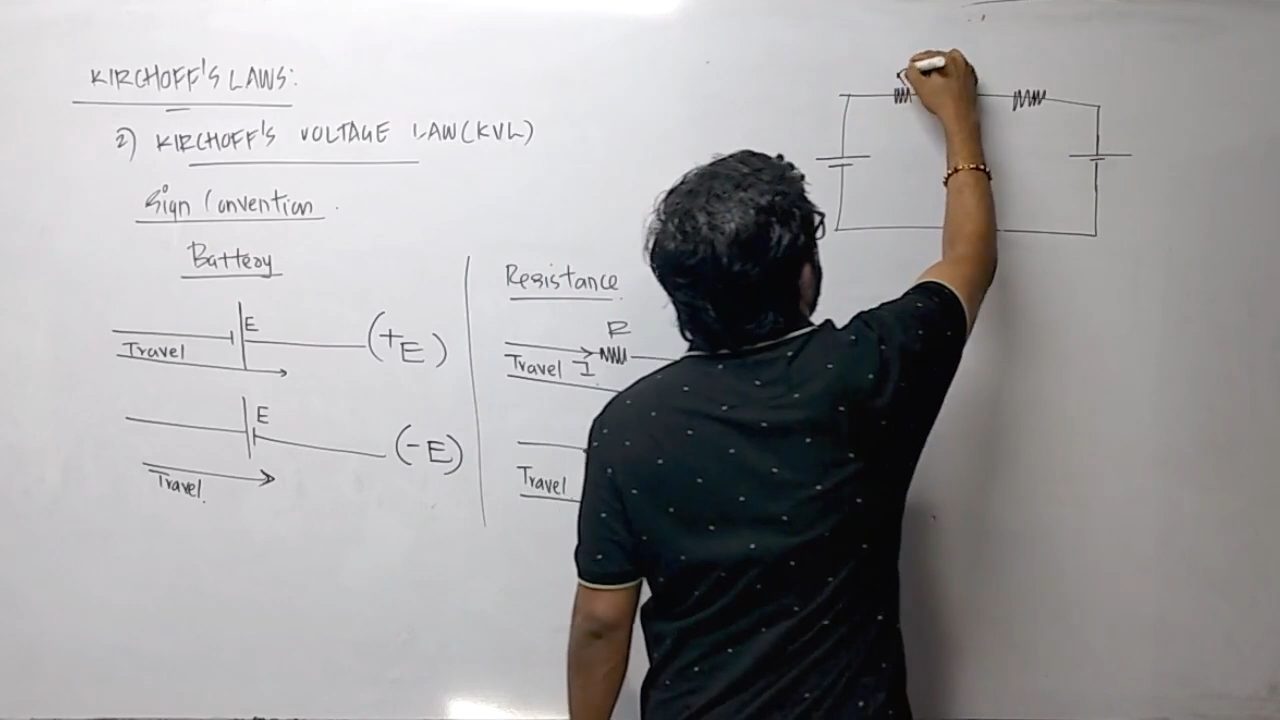 KIRCHOFF'S LAWS:
2) KIRCHOFF'S VOLTAGE LAW(KVL)
Sign Convention.
Battery
E
(+E)
Travel
E
(-E)
Travel.
Resistance
R
Travel I
Travel